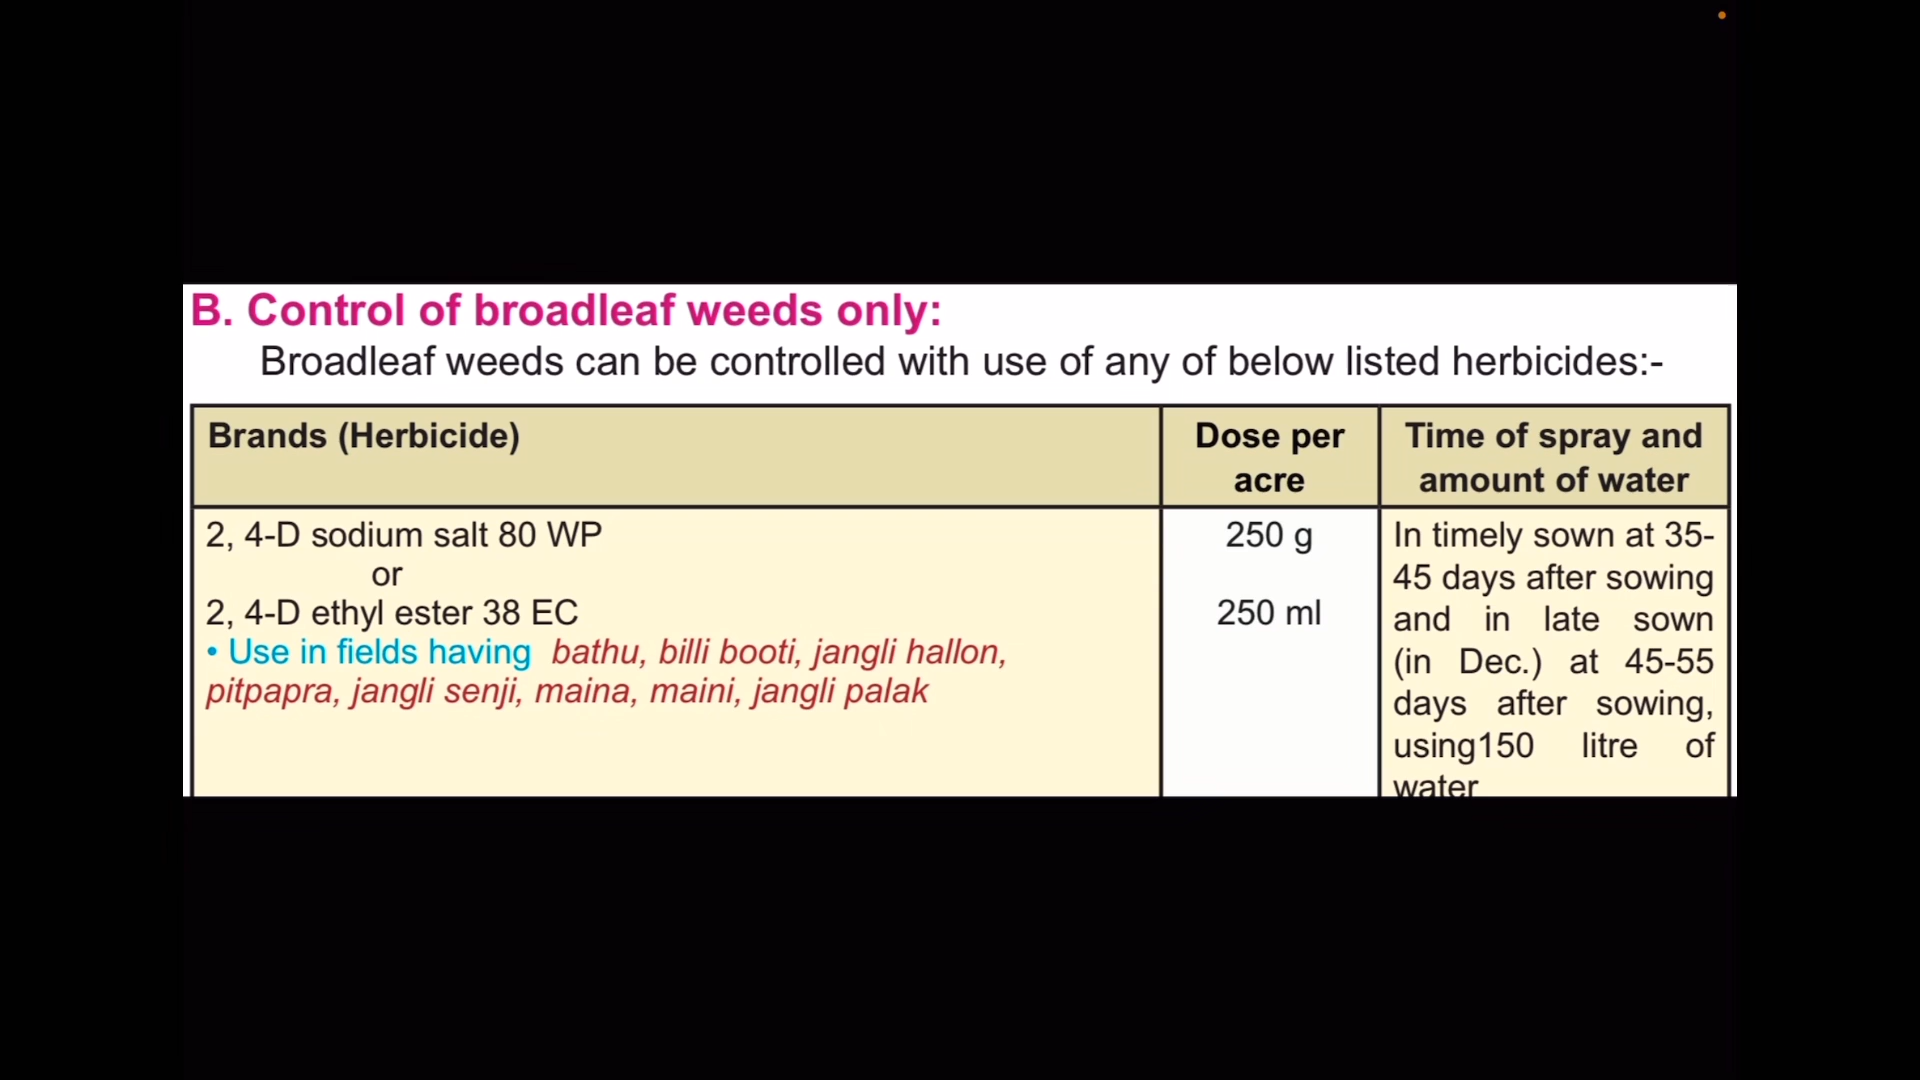 B. Control of broadleaf weeds only:
Broadleaf weeds can be controlled with use of any of below listed herbicides:-
Brands (Herbicide)
Dose per
acre
Time of spray and
amount of water
2, 4-D sodium salt 80 WP
or
2, 4-D ethyl ester 38 EC
• Use in fields having bathu, billi booti, jangli hallon,
pitpapra, jangli senji, maina, maini, jangli palak
250 g
250 ml
In timely sown at 35-
45 days after sowing
and in late sown
(in Dec.) at 45-55
days after sowing,
using150 litre of
water